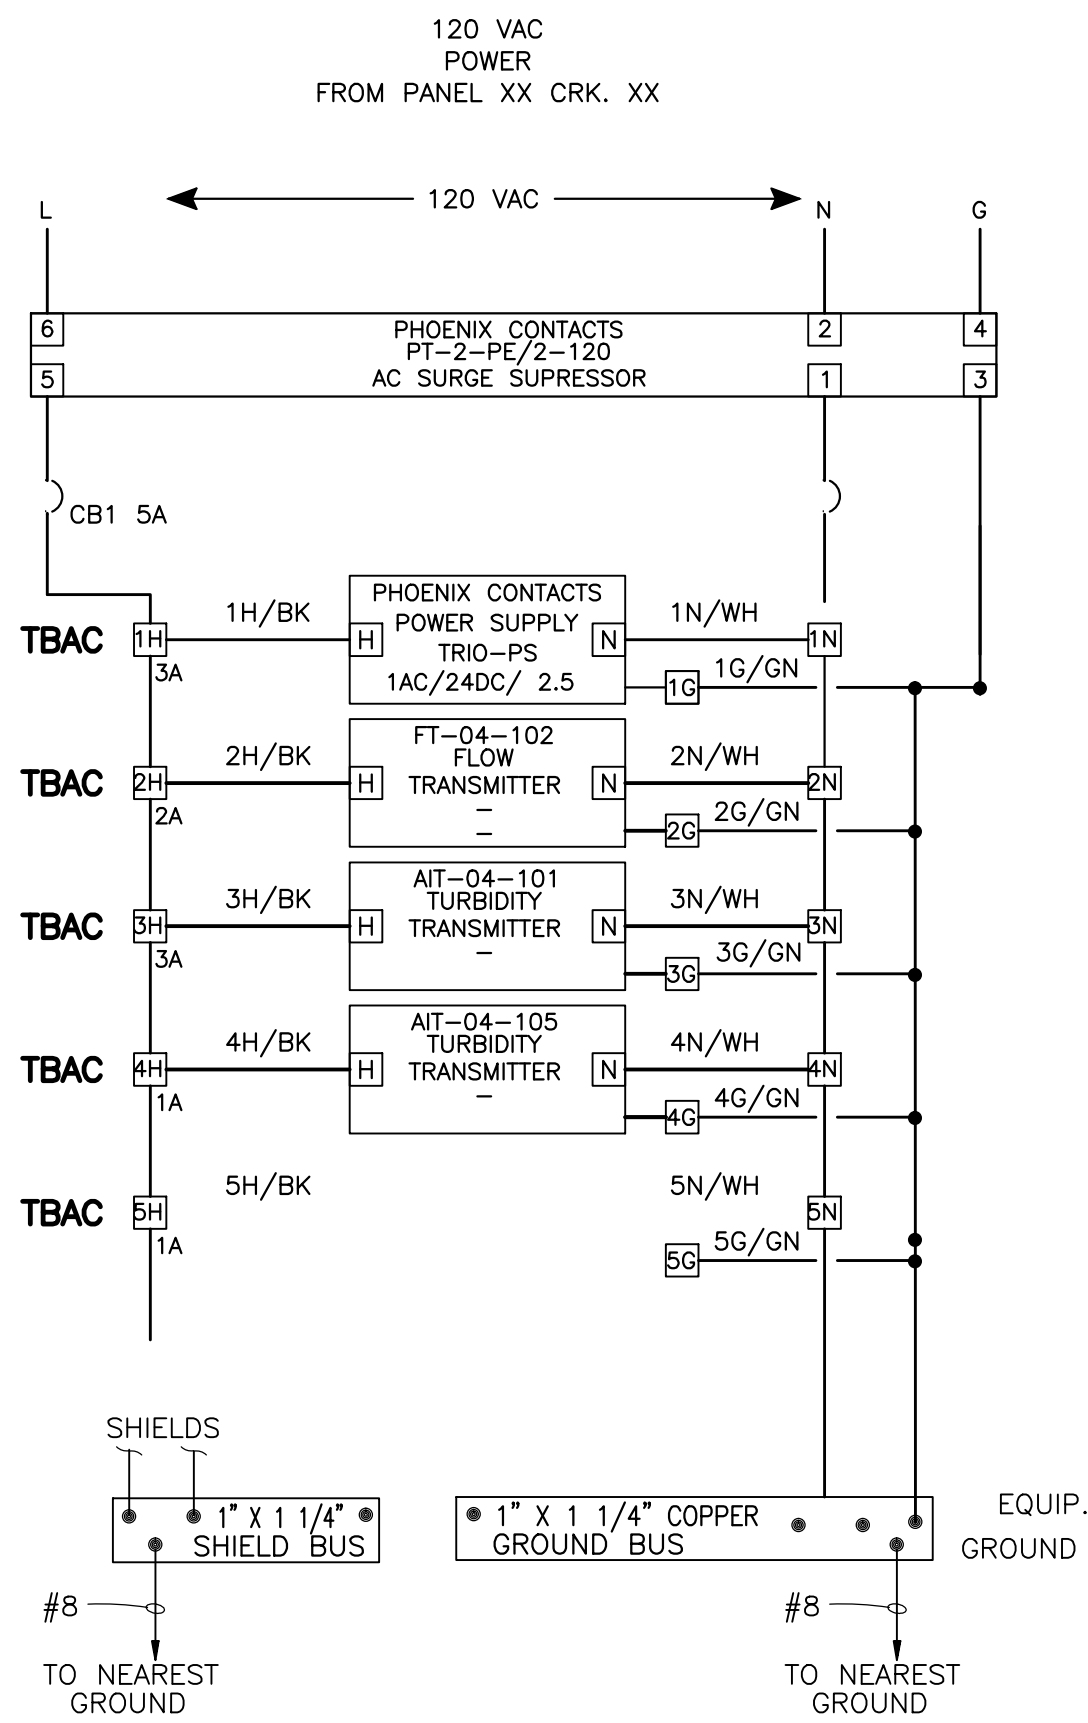 120 VAC
POWER
FROM PANEL XX CRK. XX
120 VAC
L
N
G
6
PHOENIX CONTACTS
2
4
PT-2-PE/2-120
5
AC SURGE SUPRESSOR
1
3
CB1 5A
PHOENIX CONTACTS
1H/BK
POWER SUPPLY
1N/WH
TBAC
1H
H
N
1N
TRIO-PS
3A
1AC/24DC/ 2.5
1G
1G/GN
FT-04-102
2H/BK
FLOW
2N/WH
TBAC
2H
H
TRANSMITTER
N
2N
2A
-
2G/GN
-
2G
AIT-04-101
3H/BK
TURBIDITY
3N/WH
TBAC
3H
H
TRANSMITTER
N
3N
3A
-
3G/GN
3G
AIT-04-105
4H/BK
TURBIDITY
4N/WH
TBAC
4H
H
TRANSMITTER
N
4N
1A
-
4G/GN
4G
5H/BK
5N/WH
TBAC
5H
5N
1A
5G/GN
5G
SHIELDS
1” X 1 1/4”
SHIELD BUS
1” X 1 1/4” COPPER
GROUND BUS
EQUIP.
GROUND
#8
#8
TO NEAREST
GROUND
TO NEAREST
GROUND